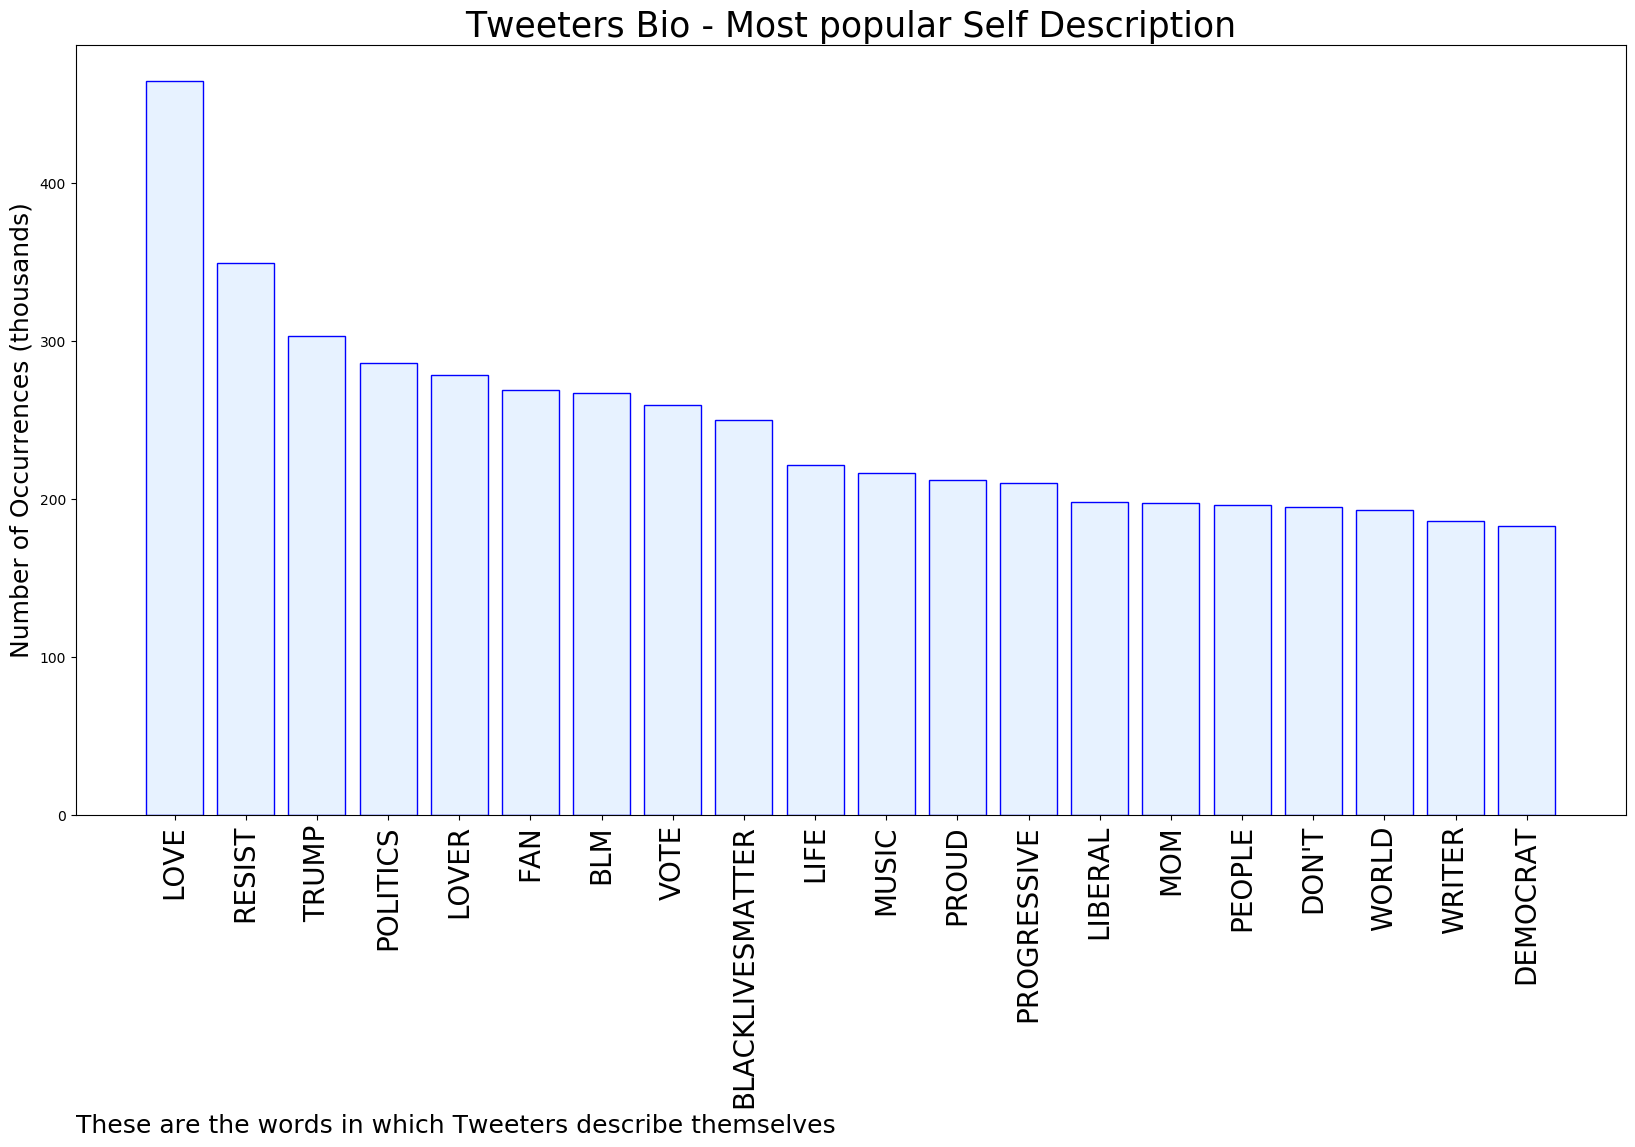 Tweeters Bio - Most popular Self Description
Number of Occurrences (thousands)
400
300
200
100
0
LOVE
RESIST
TRUMP
POLITICS
LOVER
FAN
BLM
VOTE
BLACKLIVESMATTER
LIFE
MUSIC
PROUD
PROGRESSIVE
LIBERAL
MOM
PEOPLE
DON'T
WORLD
WRITER
DEMOCRAT
These are the words in which Tweeters describe themselves